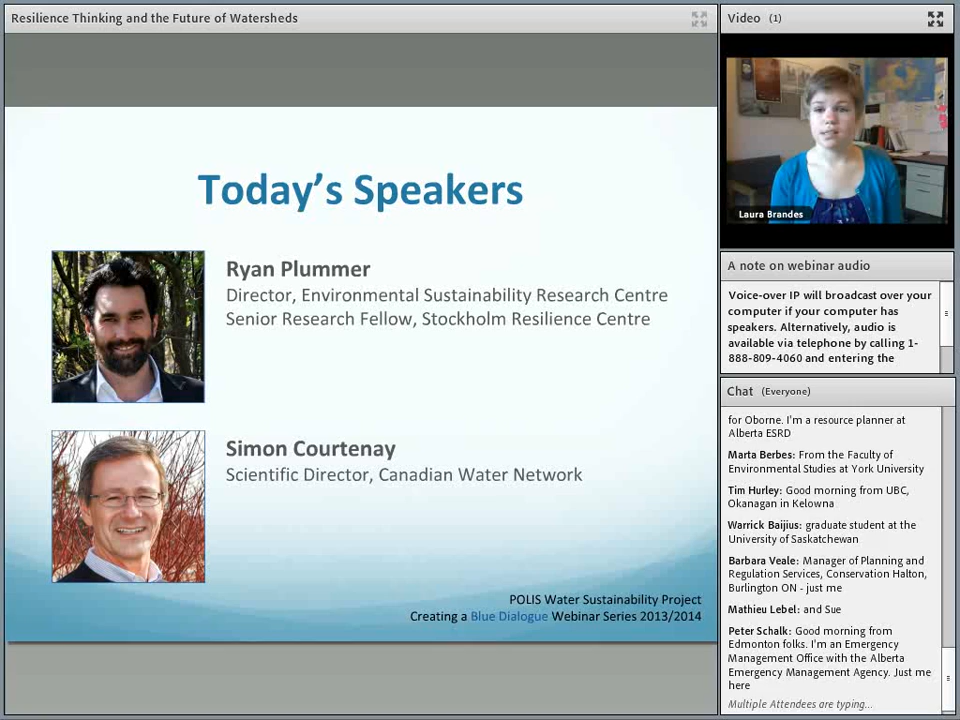 Resilience Thinking and the Future of Watersheds
Today's Speakers
Ryan Plummer
Director, Environmental Sustainability Research Centre
Senior Research Fellow, Stockholm Resilience Centre
Simon Courtenay
Scientific Director, Canadian Water Network
POLIS Water Sustainability Project
Creating a Blue Dialogue Webinar Series 2013/2014
Video (1)
Laura Brandes
A note on webinar audio
Voice-over IP will broadcast over your
computer if your computer has
speakers. Alternatively, audio is
available via telephone by calling 1-
888-809-4060 and entering the
Chat (Everyone)
for Oborne. I'm a resource planner at
Alberta ESRD
Marta Berbes: From the Faculty of
Environmental Studies at York University
Tim Hurley: Good morning from UBC,
Okanagan in Kelowna
Warrick Baijius: graduate student at the
University of Saskatchewan
Barbara Veale: Manager of Planning and
Regulation Services, Conservation Halton,
Burlington ON - just me
Mathieu Lebel: and Sue
Peter Schalk: Good morning from
Edmonton folks. I'm an Emergency
Management Office with the Alberta
Emergency Management Agency. Just me
here
Multiple Attendees are typing...